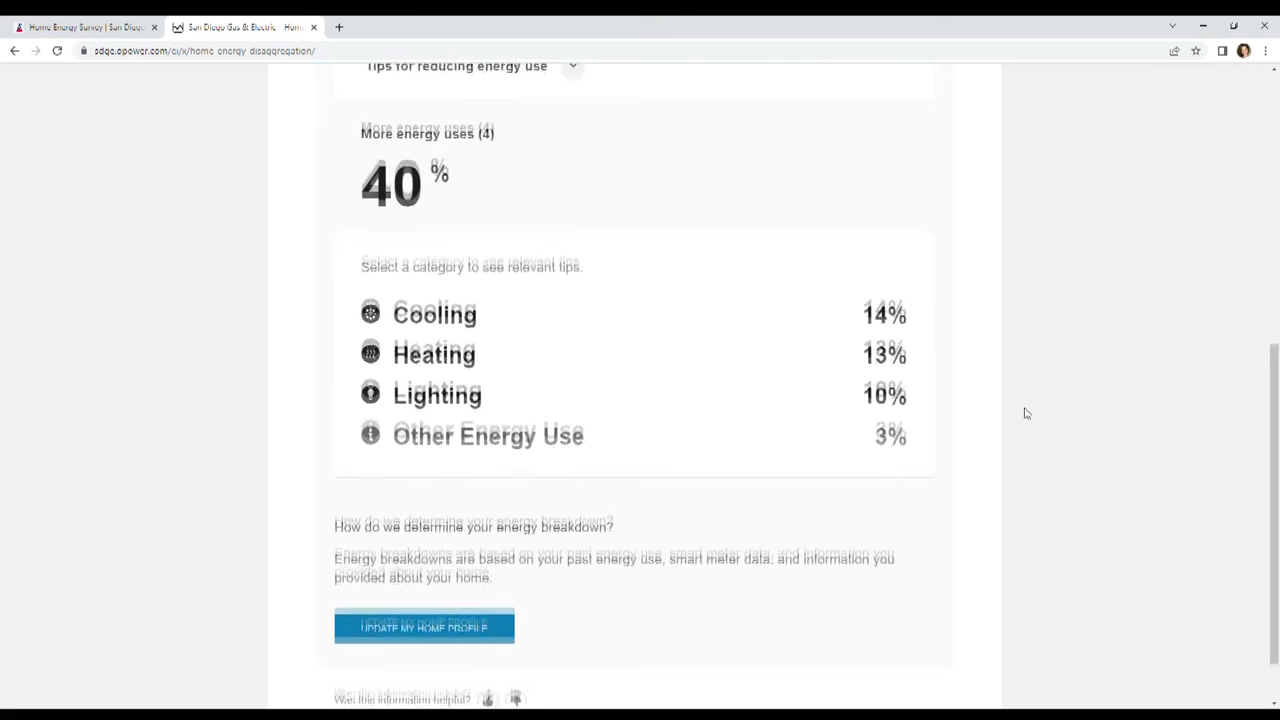 Home Energy Survey | San Diego
San Diego Gas & Electric - Home
sdge.opower.com/ei/x/home-energy-disaggregation/
Tips for reducing energy use
More energy uses (4)
40 %
Select a category to see relevant tips.
Cooling 14%
Heating 13%
Lighting 10%
Other Energy Use 3%
How do we determine your energy breakdown?
Energy breakdowns are based on your past energy use, smart meter data, and information you
provided about your home.
UPDATE MY HOME PROFILE
Was this information helpful?